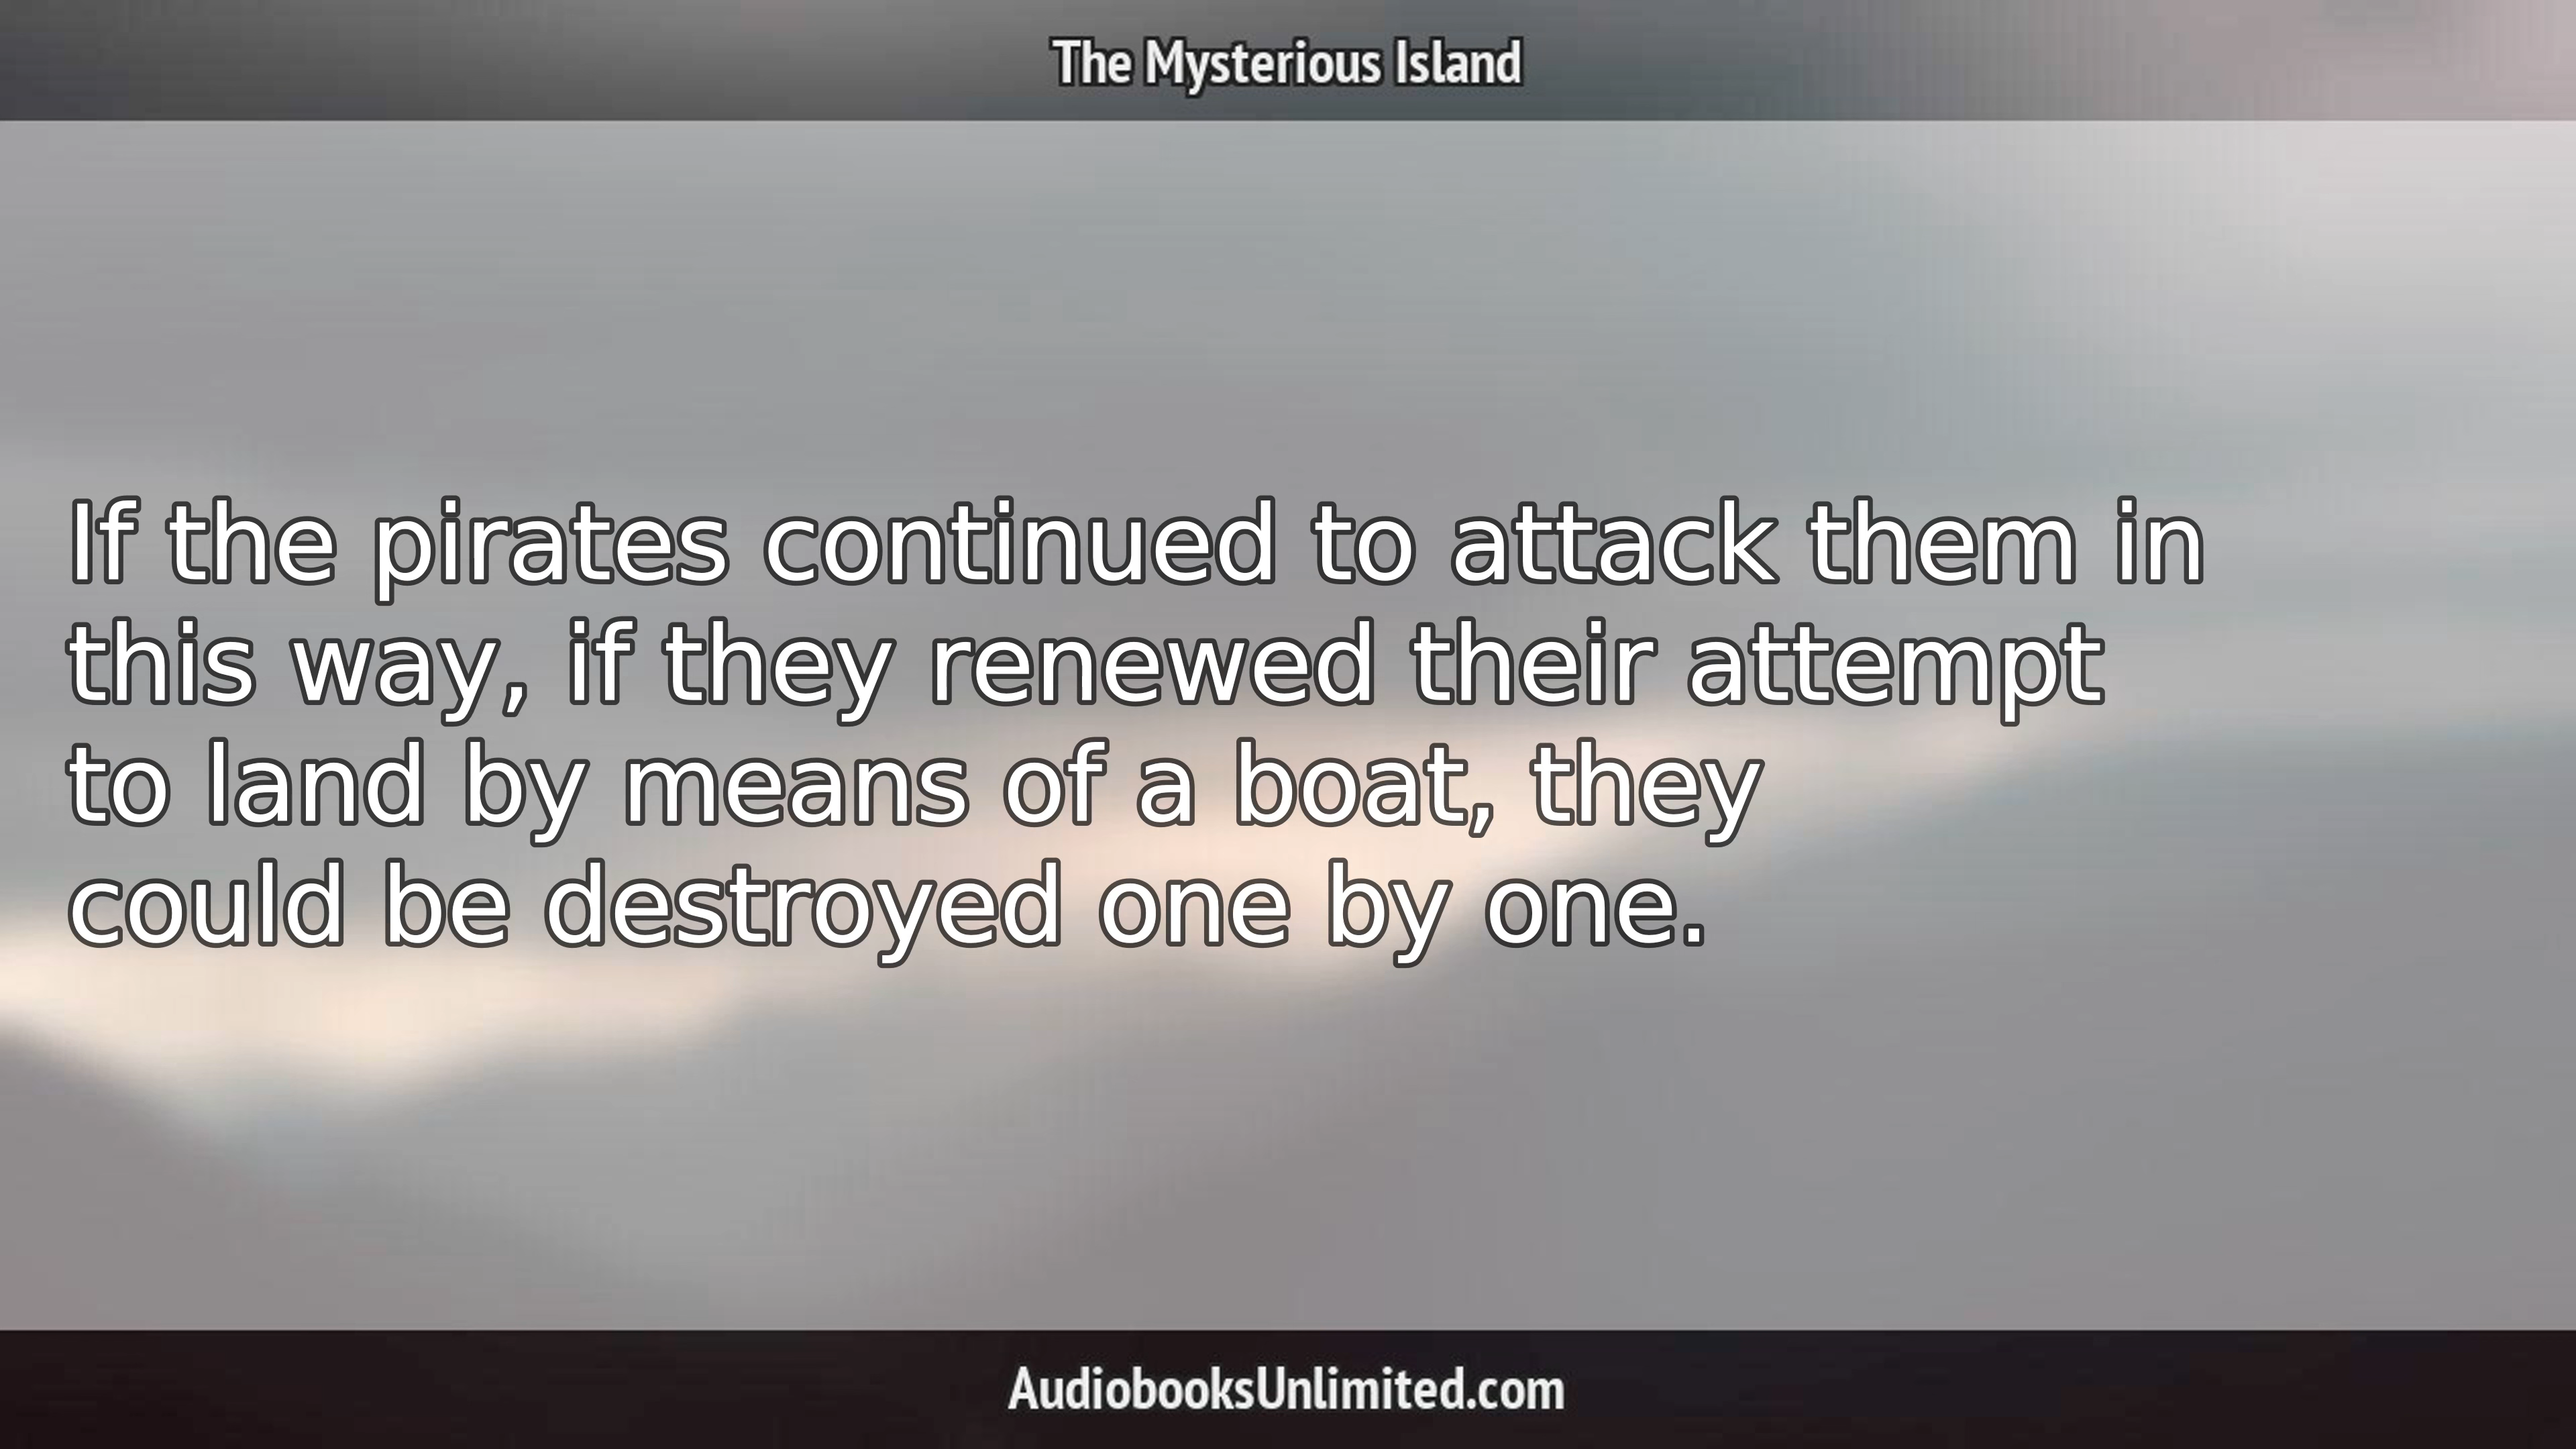 The Mysterious Island
If the pirates continued to attack them in
this way, if they renewed their attempt
to land by means of a boat, they
could be destroyed one by one.
AudiobooksUnlimited.com